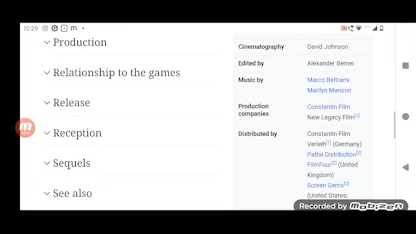 10:29
Production
Relationship to the games
Release
Reception
Sequels
See also
Cinematography David Johnson
Edited by Alexander Berner
Music by Marco Beltrami
Marilyn Manson
Production companies Constantin Film
New Legacy Film[1]
Distributed by Constantin Film
Verleih[1] (Germany)
Pathé Distribution[2]
FilmFour[2] (United
Kingdom)
Screen Gems[3]
(United States;
Recorded by Mobizen